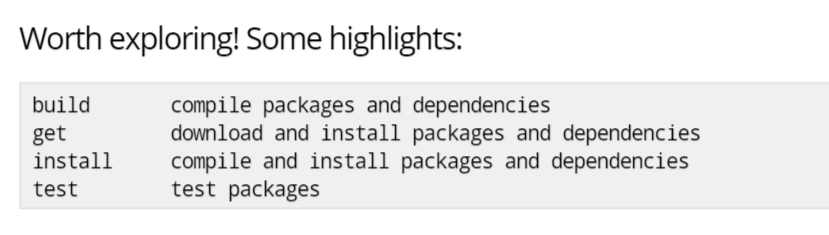 Worth exploring! Some highlights:
build       compile packages and dependencies
get         download and install packages and dependencies
install     compile and install packages and dependencies
test        test packages